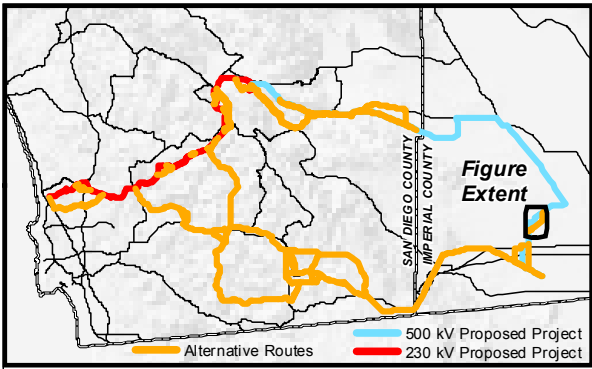 SAN DIEGO COUNTY
IMPERIAL COUNTY
Figure
Extent
500 kV Proposed Project
Alternative Routes
230 kV Proposed Project